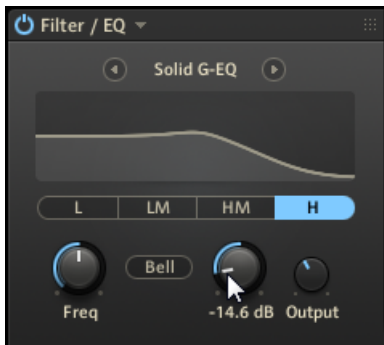 Filter / EQ
Solid G-EQ
L LM HM H
Bell
Freq -14.6 dB Output